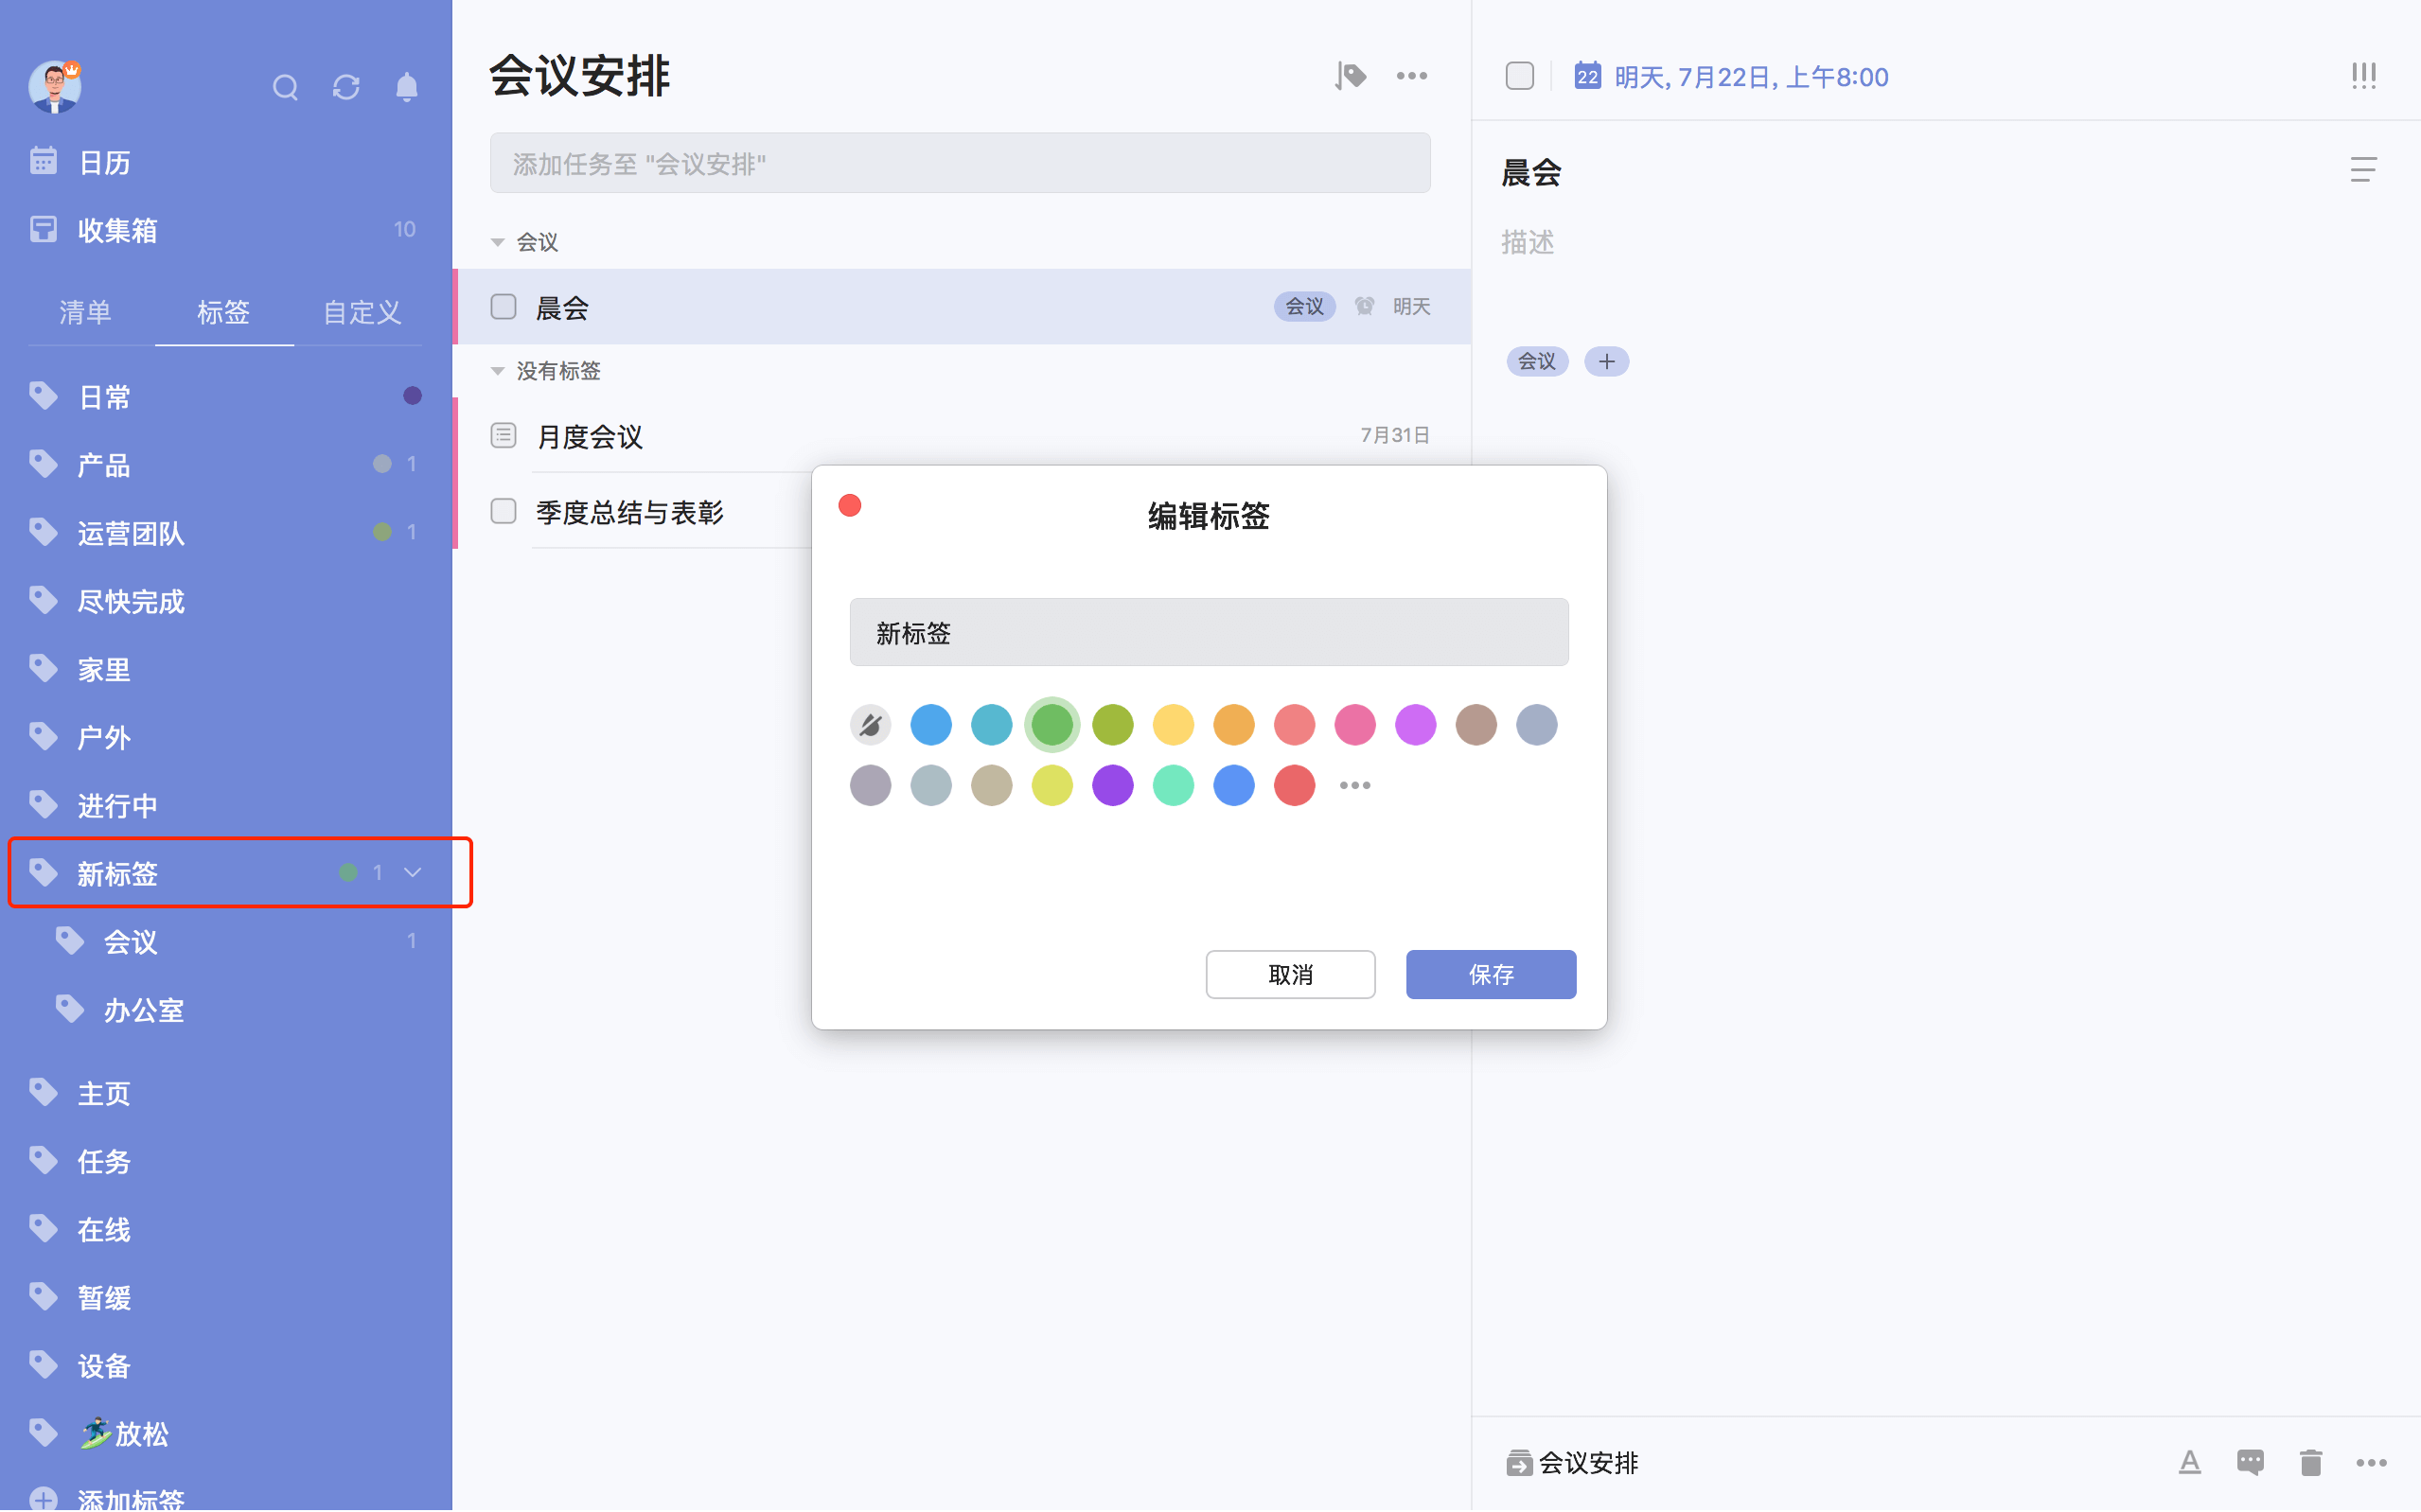 日历
收集箱 10
清单 标签 自定义
日常
产品 1
运营团队 1
尽快完成
家里
户外
进行中
新标签 1
会议 1
办公室
主页
任务
在线
暂缓
设备
放松
添加标签
会议安排
添加任务至 "会议安排"
会议
晨会 会议 明天
没有标签
月度会议 7月31日
季度总结与表彰
编辑标签
新标签
取消 保存
22 明天, 7月22日, 上午8:00
晨会
描述
会议 +
会议安排